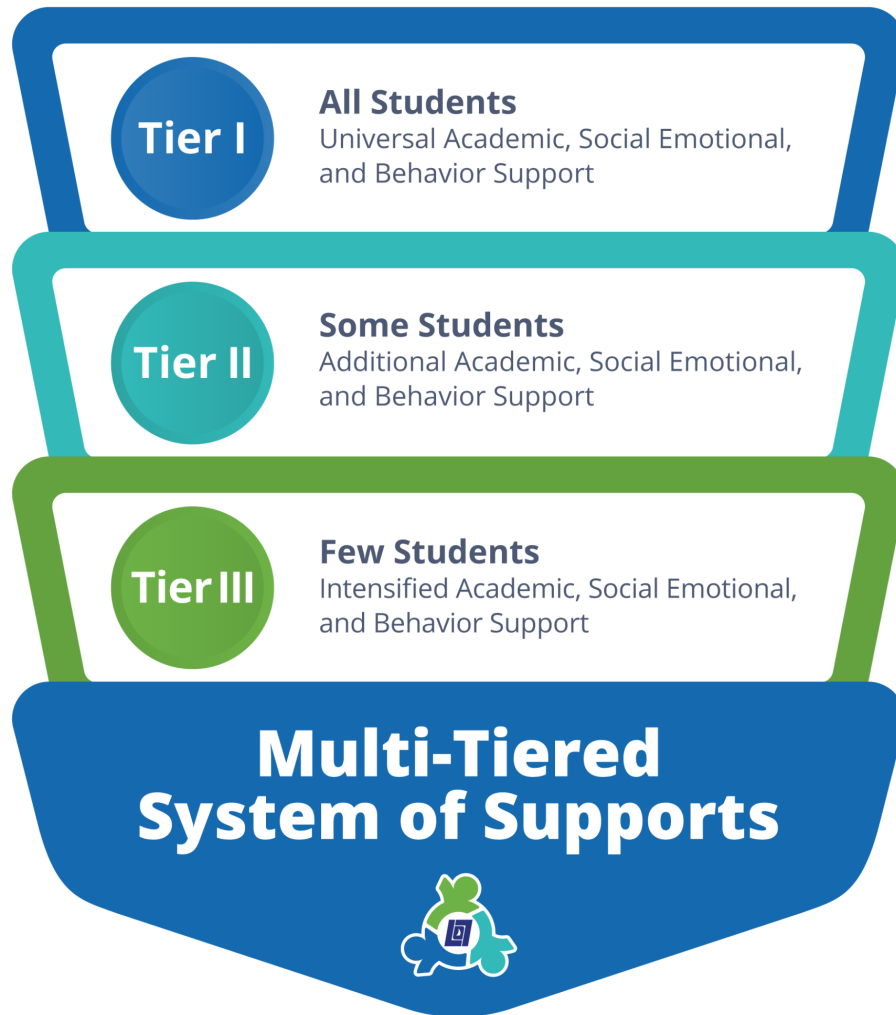 Tier I
All Students
Universal Academic, Social Emotional,
and Behavior Support
Tier II
Some Students
Additional Academic, Social Emotional,
and Behavior Support
Tier III
Few Students
Intensified Academic, Social Emotional,
and Behavior Support
Multi-Tiered
System of Supports